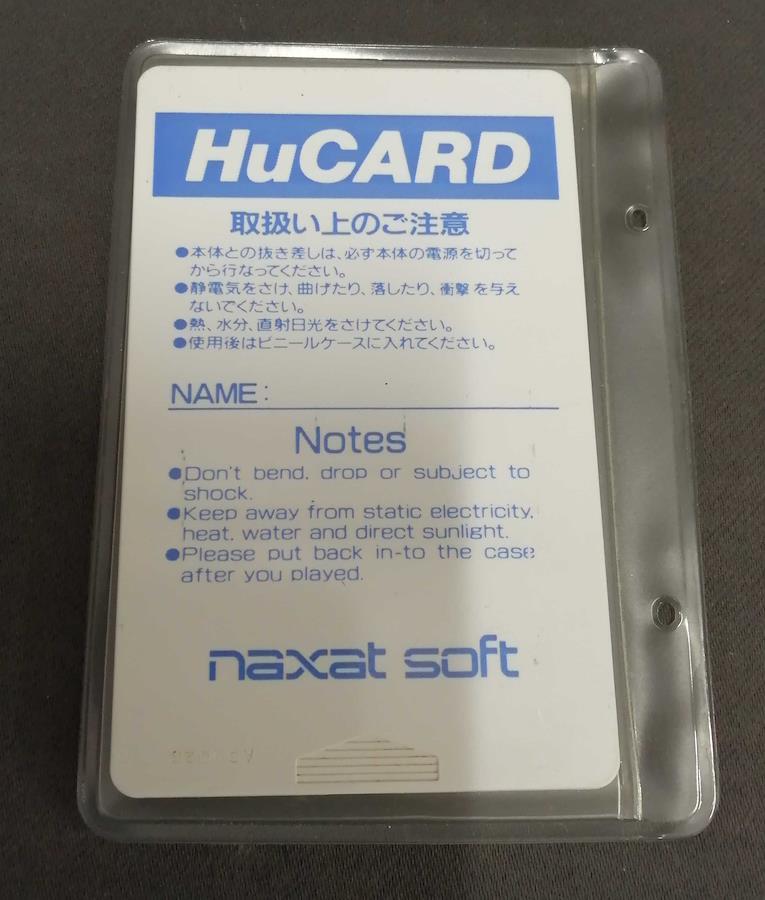 HuCARD
取扱い上のご注意
●本体との抜き差しは、必ず本体の電源を切って
から行なってください。
●静電気をさけ、曲げたり、落したり、衝撃を与え
ないでください。
●熱、水分、直射日光をさけてください。
●使用後はビニールケースに入れてください。
NAME:
Notes
●Don't bend, drop or subject to
shock.
●Keep away from static electricity,
heat, water and direct sunlight.
●Please put back in-to the case
after you played.
naxat soft